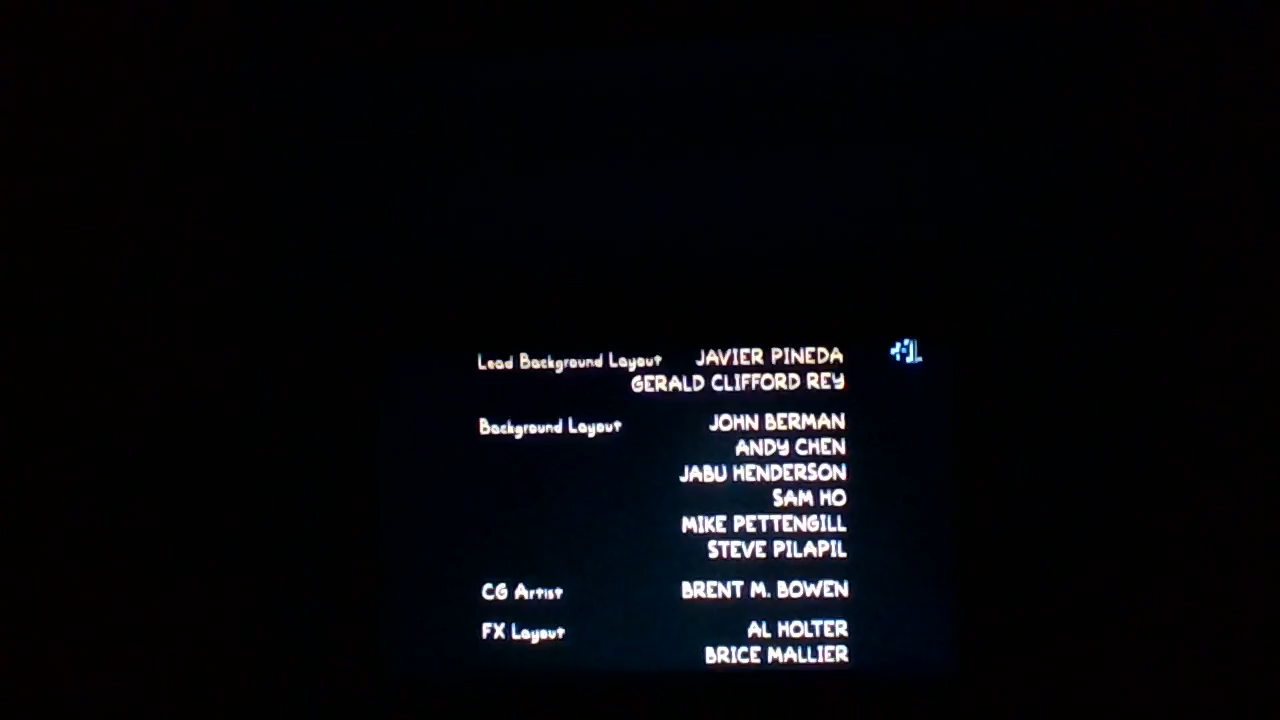 Lead Background Layout JAVIER PINEDA
GERALD CLIFFORD REY
Background Layout JOHN BERMAN
ANDY CHEN
JABU HENDERSON
SAM HO
MIKE PETTENGILL
STEVE PILAPIL
CG Artist BRENT M. BOWEN
FX Layout AL HOLTER
BRICE MALLIER